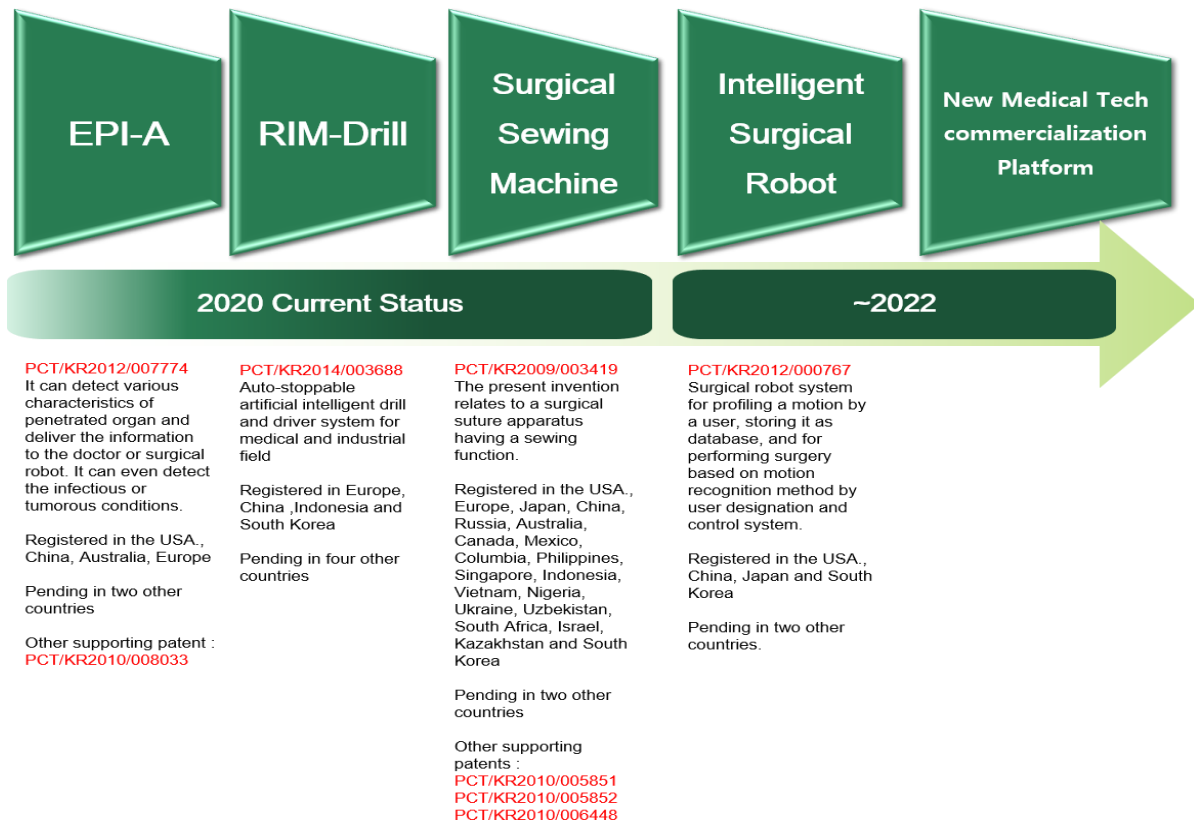 EPI-A
RIM-Drill
Surgical
Sewing
Machine
Intelligent
Surgical
Robot
New Medical Tech
commercialization
Platform
2020 Current Status
~2022
PCT/KR2012/007774
It can detect various
characteristics of
penetrated organ and
deliver the information
to the doctor or surgical
robot. It can even detect
the infectious or
tumorous conditions.
Registered in the USA.,
China, Australia, Europe
Pending in two other
countries
Other supporting patent :
PCT/KR2010/008033
PCT/KR2014/003688
Auto-stoppable
artificial intelligent drill
and driver system for
medical and industrial
field
Registered in Europe,
China ,Indonesia and
South Korea
Pending in four other
countries
PCT/KR2009/003419
The present invention
relates to a surgical
suture apparatus
having a sewing
function.
Registered in the USA.,
Europe, Japan, China,
Russia, Australia,
Canada, Mexico,
Columbia, Philippines,
Singapore, Indonesia,
Vietnam, Nigeria,
Ukraine, Uzbekistan,
South Africa, Israel,
Kazakhstan and South
Korea
Pending in two other
countries
Other supporting
patents :
PCT/KR2010/005851
PCT/KR2010/005852
PCT/KR2010/006448
PCT/KR2012/000767
Surgical robot system
for profiling a motion by
a user, storing it as
database, and for
performing surgery
based on motion
recognition method by
user designation and
control system.
Registered in the USA.,
China, Japan and South
Korea
Pending in two other
countries.